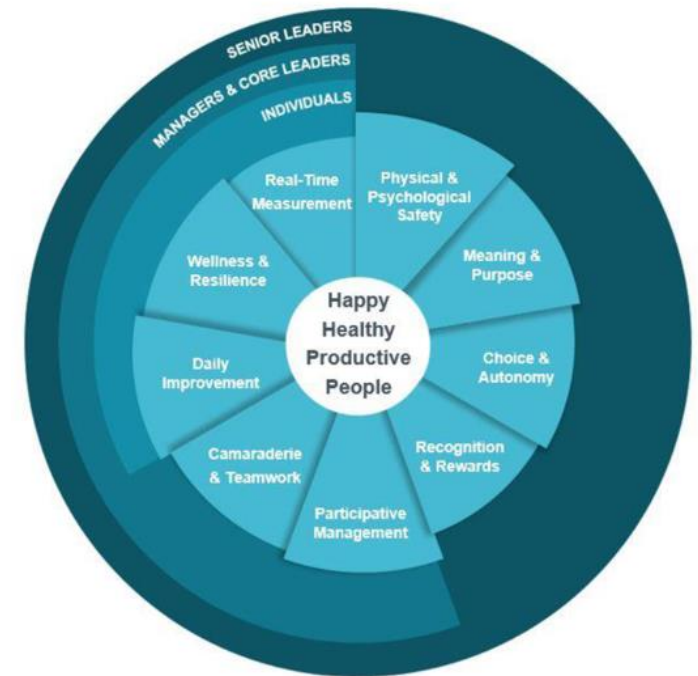 SENIOR LEADERS
MANAGERS & CORE LEADERS
INDIVIDUALS
Real-Time
Measurement
Physical &
Psychological
Safety
Meaning &
Purpose
Choice &
Autonomy
Recognition
& Rewards
Participative
Management
Camaraderie
& Teamwork
Daily
Improvement
Wellness &
Resilience
Happy
Healthy
Productive
People